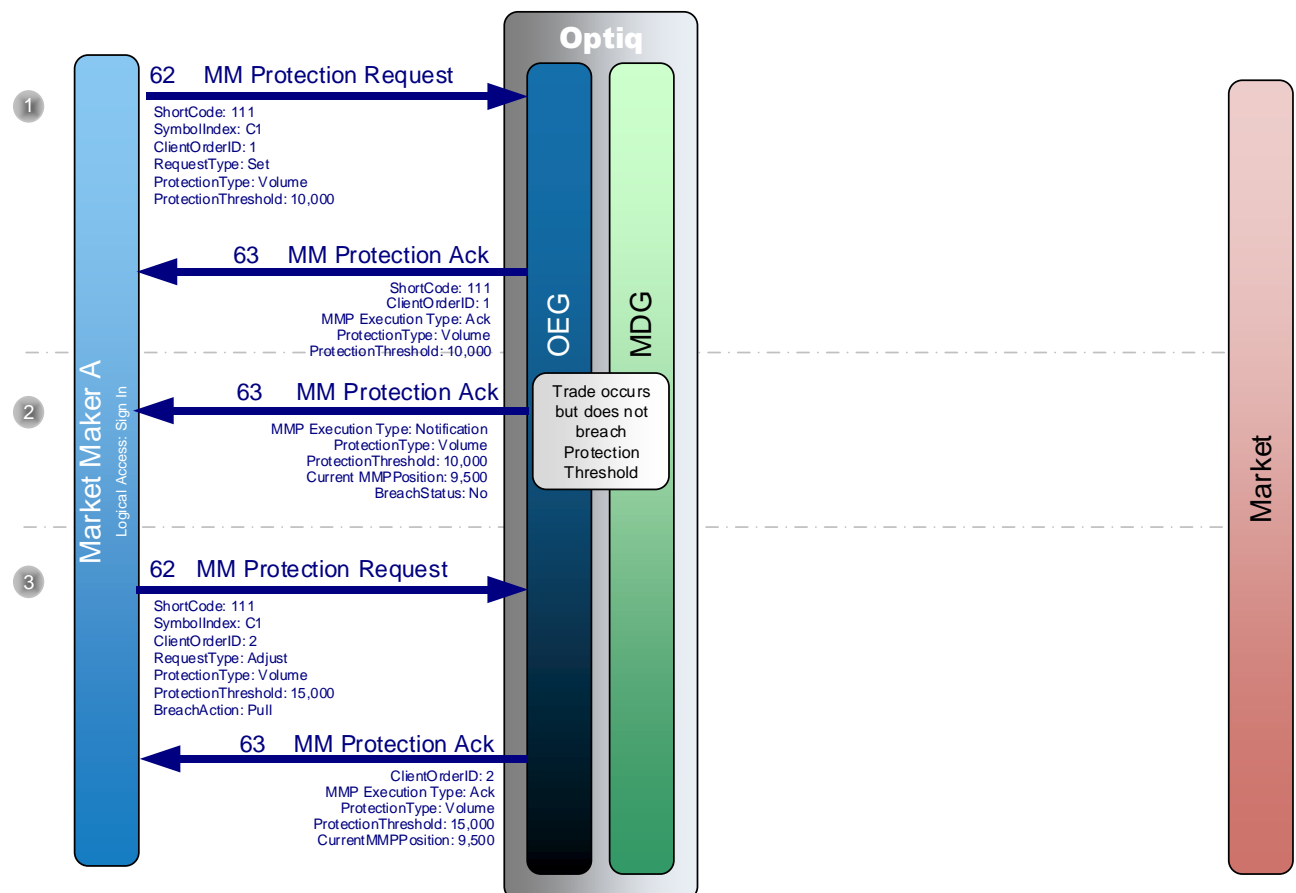 Optiq
1
62 MM Protection Request
ShortCode: 111
SymbolIndex: C1
ClientOrderID: 1
RequestType: Set
ProtectionType: Volume
ProtectionThreshold: 10,000
63 MM Protection Ack
ShortCode: 111
ClientOrderID: 1
MMP Execution Type: Ack
ProtectionType: Volume
ProtectionThreshold: 10,000
OEG
MDG
Market Maker A
Logical Access: Sign In
Market
2
63 MM Protection Ack
MMP Execution Type: Notification
ProtectionType: Volume
ProtectionThreshold: 10,000
Current MMPPosition: 9,500
BreachStatus: No
Trade occurs
but does not
breach
Protection
Threshold
3
62 MM Protection Request
ShortCode: 111
SymbolIndex: C1
ClientOrderID: 2
RequestType: Adjust
ProtectionType: Volume
ProtectionThreshold: 15,000
BreachAction: Pull
63 MM Protection Ack
ClientOrderID: 2
MMP Execution Type: Ack
ProtectionType: Volume
ProtectionThreshold: 15,000
CurrentMMPPosition: 9,500